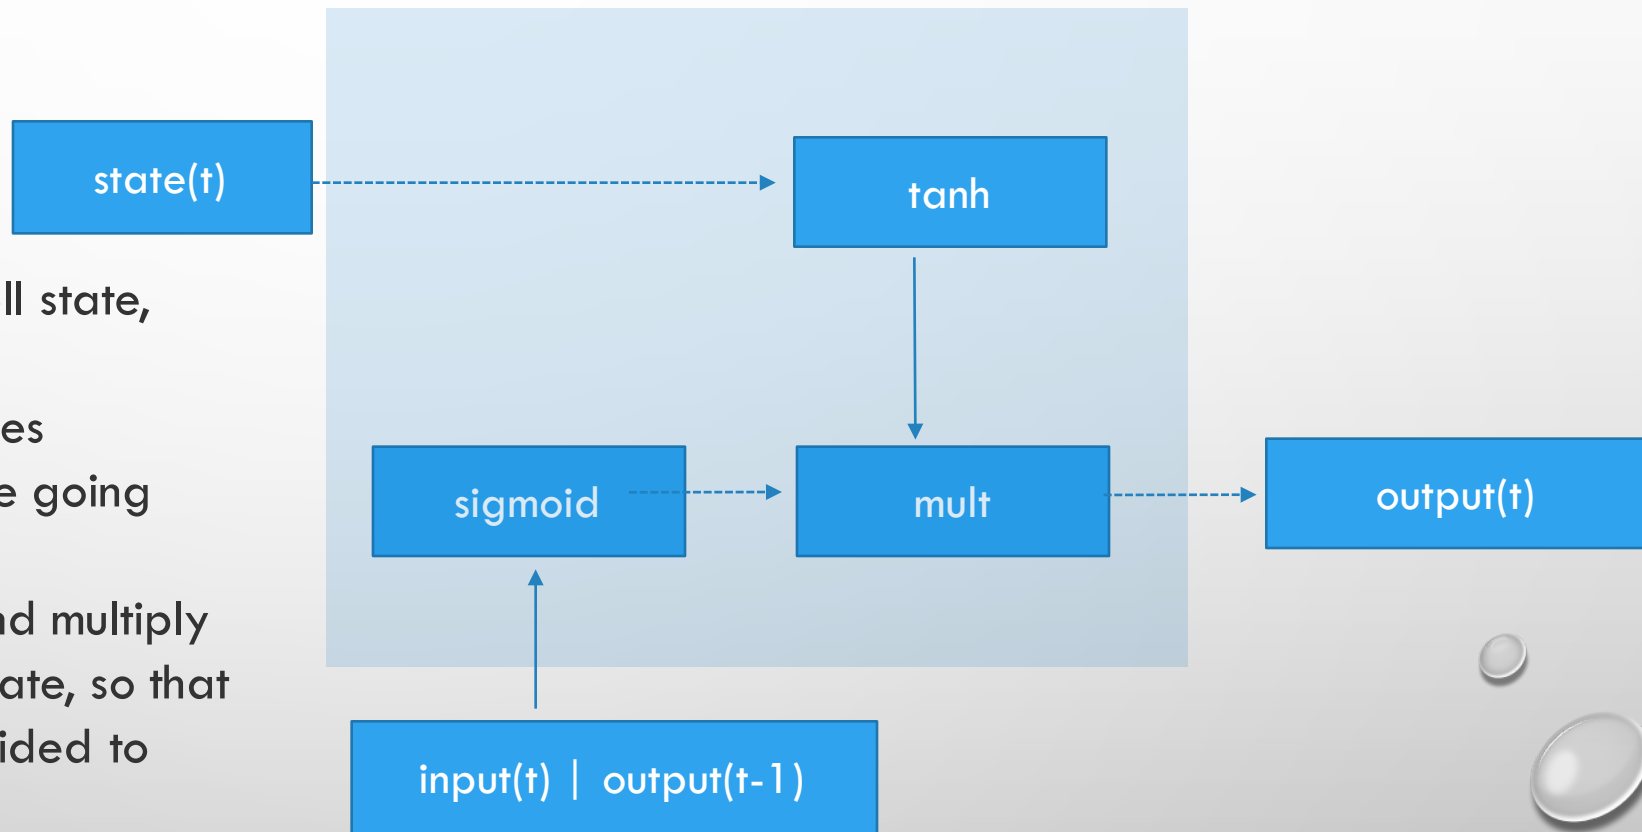 state(t)
tanh
ll state,
es
e going
nd multiply
ate, so that
ided to
sigmoid
mult
output(t)
input(t) | output(t-1)